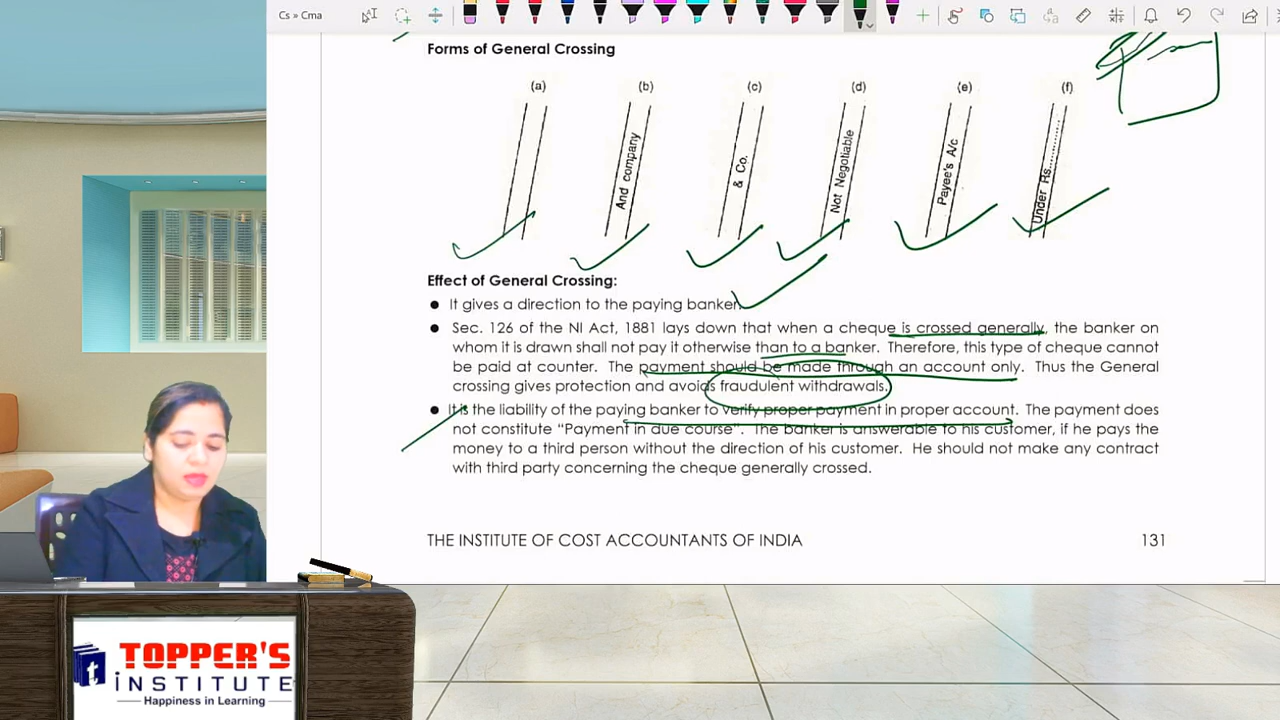 Cs » Cma
Forms of General Crossing
(a) (b) (c) (d) (e) (f)
And company
& Co.
Not Negotiable
Payee's A/c
Under Rs............
Effect of General Crossing:
● It gives a direction to the paying banker.
● Sec. 126 of the NI Act, 1881 lays down that when a cheque is crossed generally, the banker on
whom it is drawn shall not pay it otherwise than to a banker. Therefore, this type of cheque cannot
be paid at counter. The payment should be made through an account only. Thus the General
crossing gives protection and avoids fraudulent withdrawals.
● It is the liability of the paying banker to verify proper payment in proper account. The payment does
not constitute “Payment in due course”. The banker is answerable to his customer, if he pays the
money to a third person without the direction of his customer. He should not make any contract
with third party concerning the cheque generally crossed.
THE INSTITUTE OF COST ACCOUNTANTS OF INDIA 131
t TOPPER'S
INSTITUTE
Happiness in Learning